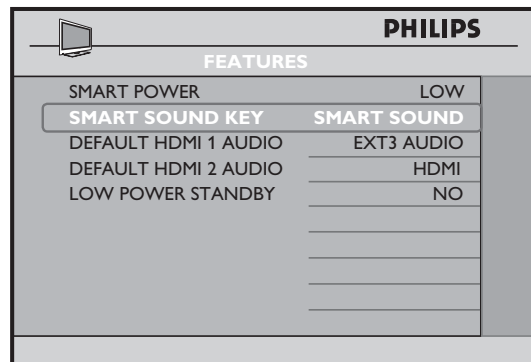 PHILIPS
FEATURES
SMART POWER LOW
SMART SOUND KEY SMART SOUND
DEFAULT HDMI 1 AUDIO EXT3 AUDIO
DEFAULT HDMI 2 AUDIO HDMI
LOW POWER STANDBY NO